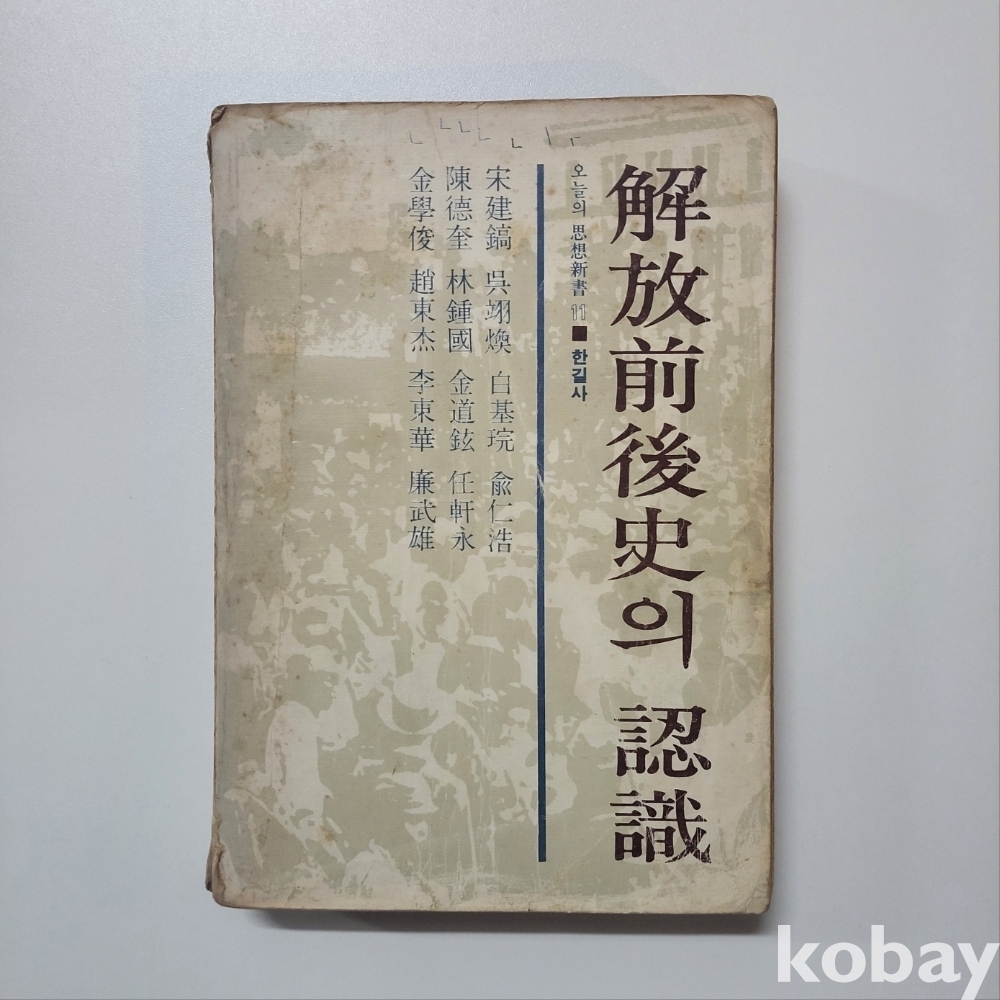 解放前後史의 認識
오늘의 思想新書 11 ■ 한길사
宋建鎬 吳翊煥 白基琓 兪仁浩
陳德奎 林鍾國 金道鉉 任軒永
金學俊 趙東杰 李東華 廉武雄
kobay